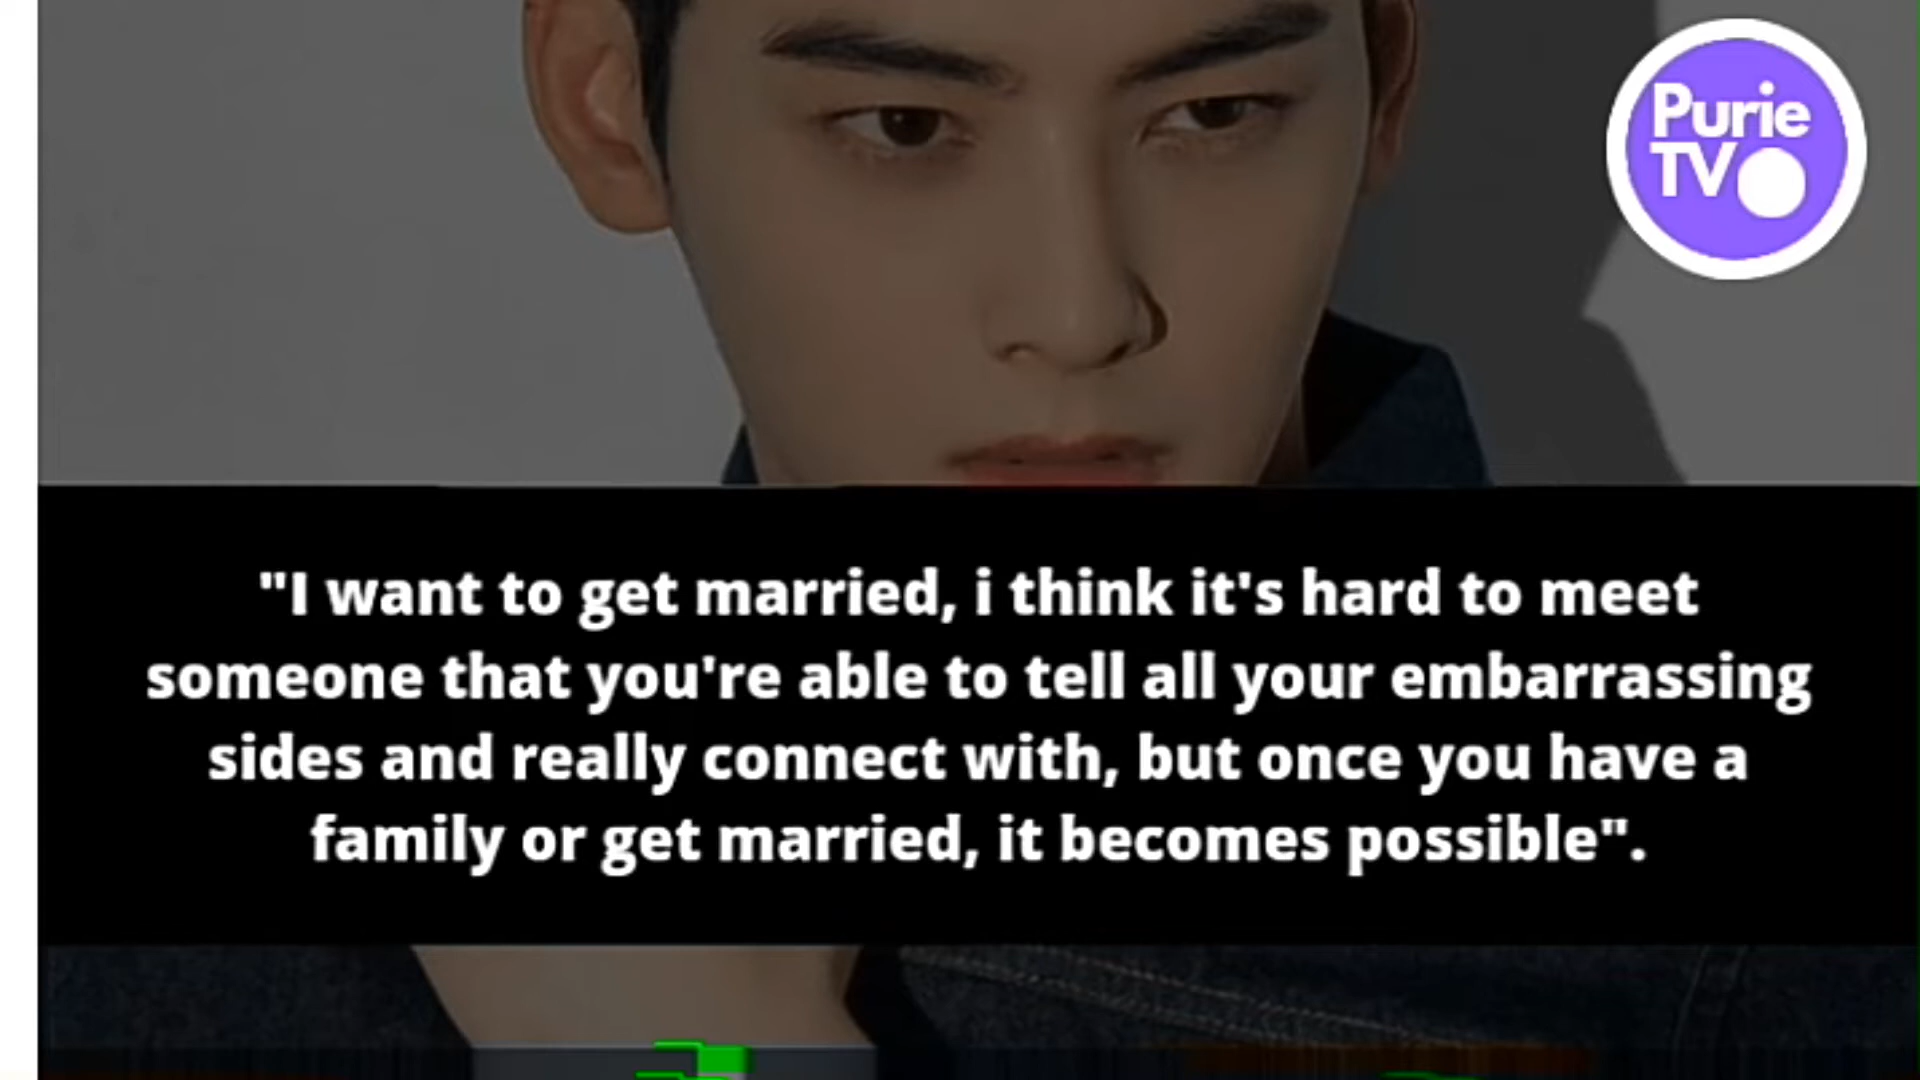 Purie
TV
"I want to get married, i think it's hard to meet
someone that you're able to tell all your embarrassing
sides and really connect with, but once you have a
family or get married, it becomes possible".